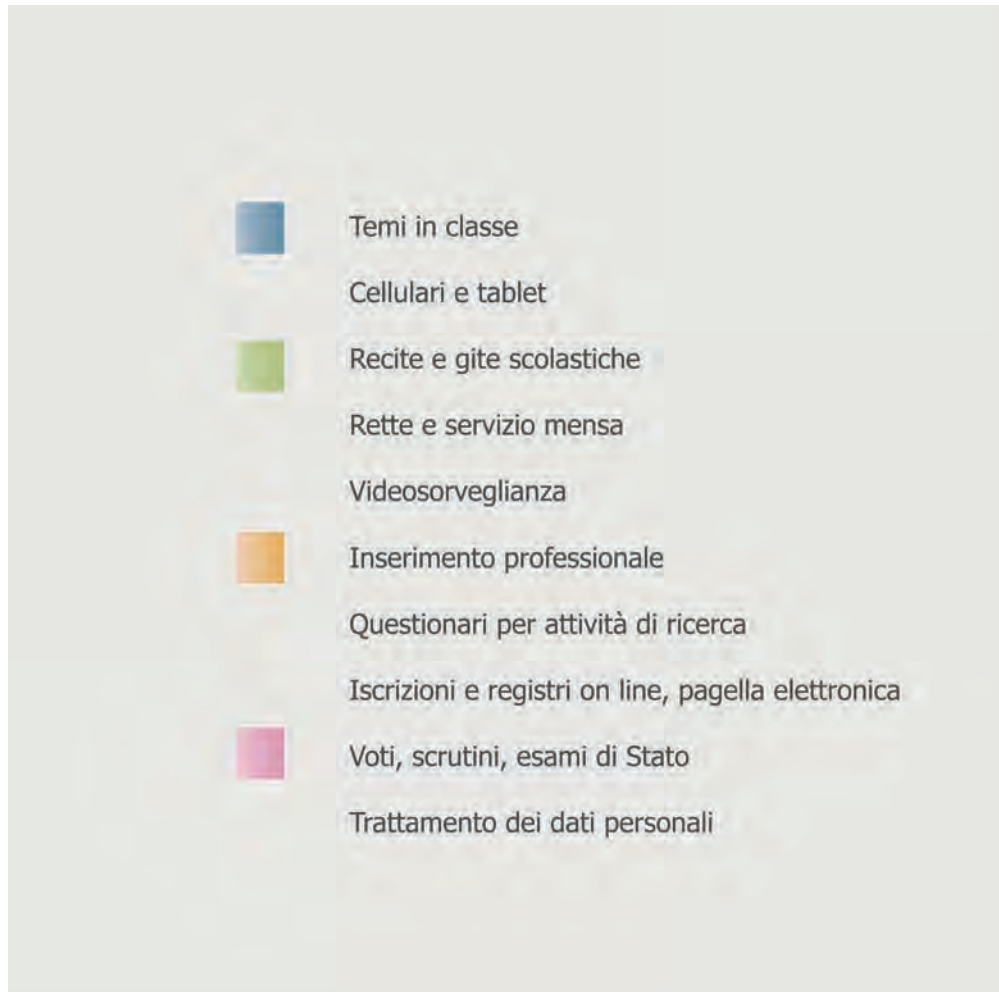 Temi in classe
Cellulari e tablet
Recite e gite scolastiche
Rette e servizio mensa
Videosorveglianza
Inserimento professionale
Questionari per attività di ricerca
Iscrizioni e registri on line, pagella elettronica
Voti, scrutini, esami di Stato
Trattamento dei dati personali